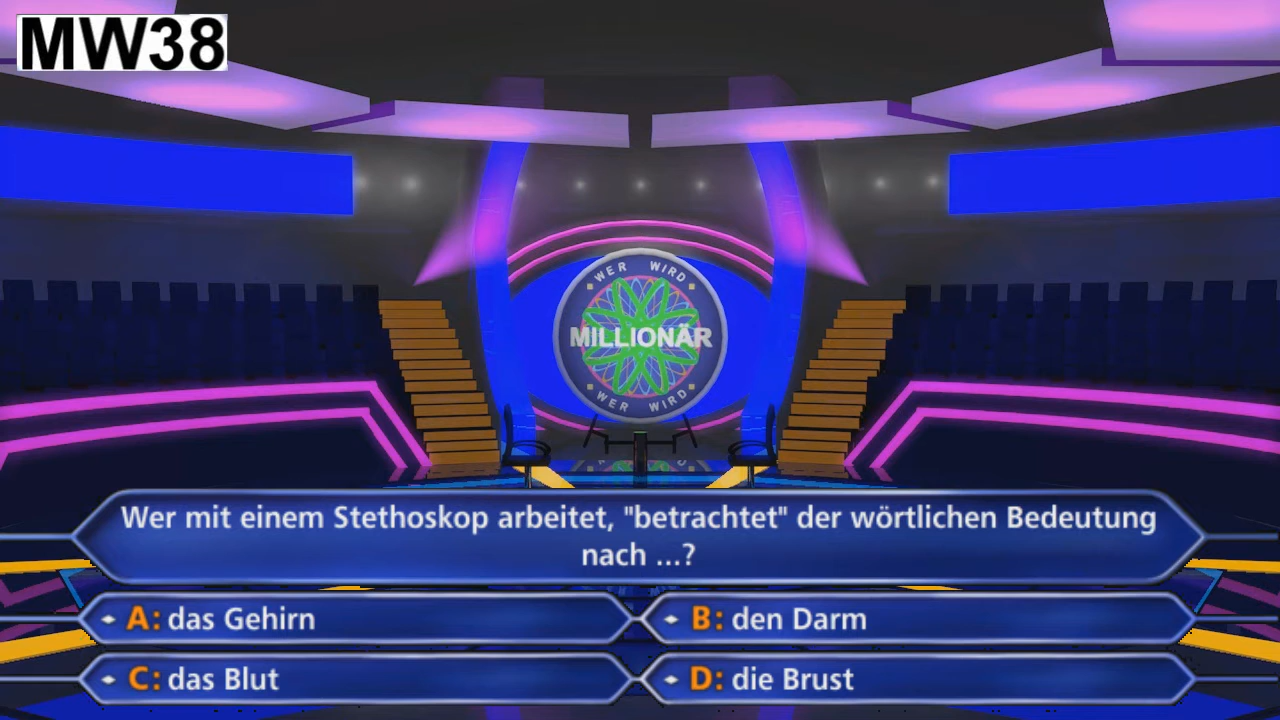 MW38
WER WIRD
MILLIONÄR
WER WIRD
Wer mit einem Stethoskop arbeitet, "betrachtet" der wörtlichen Bedeutung
nach ...?
A: das Gehirn
B: den Darm
C: das Blut
D: die Brust